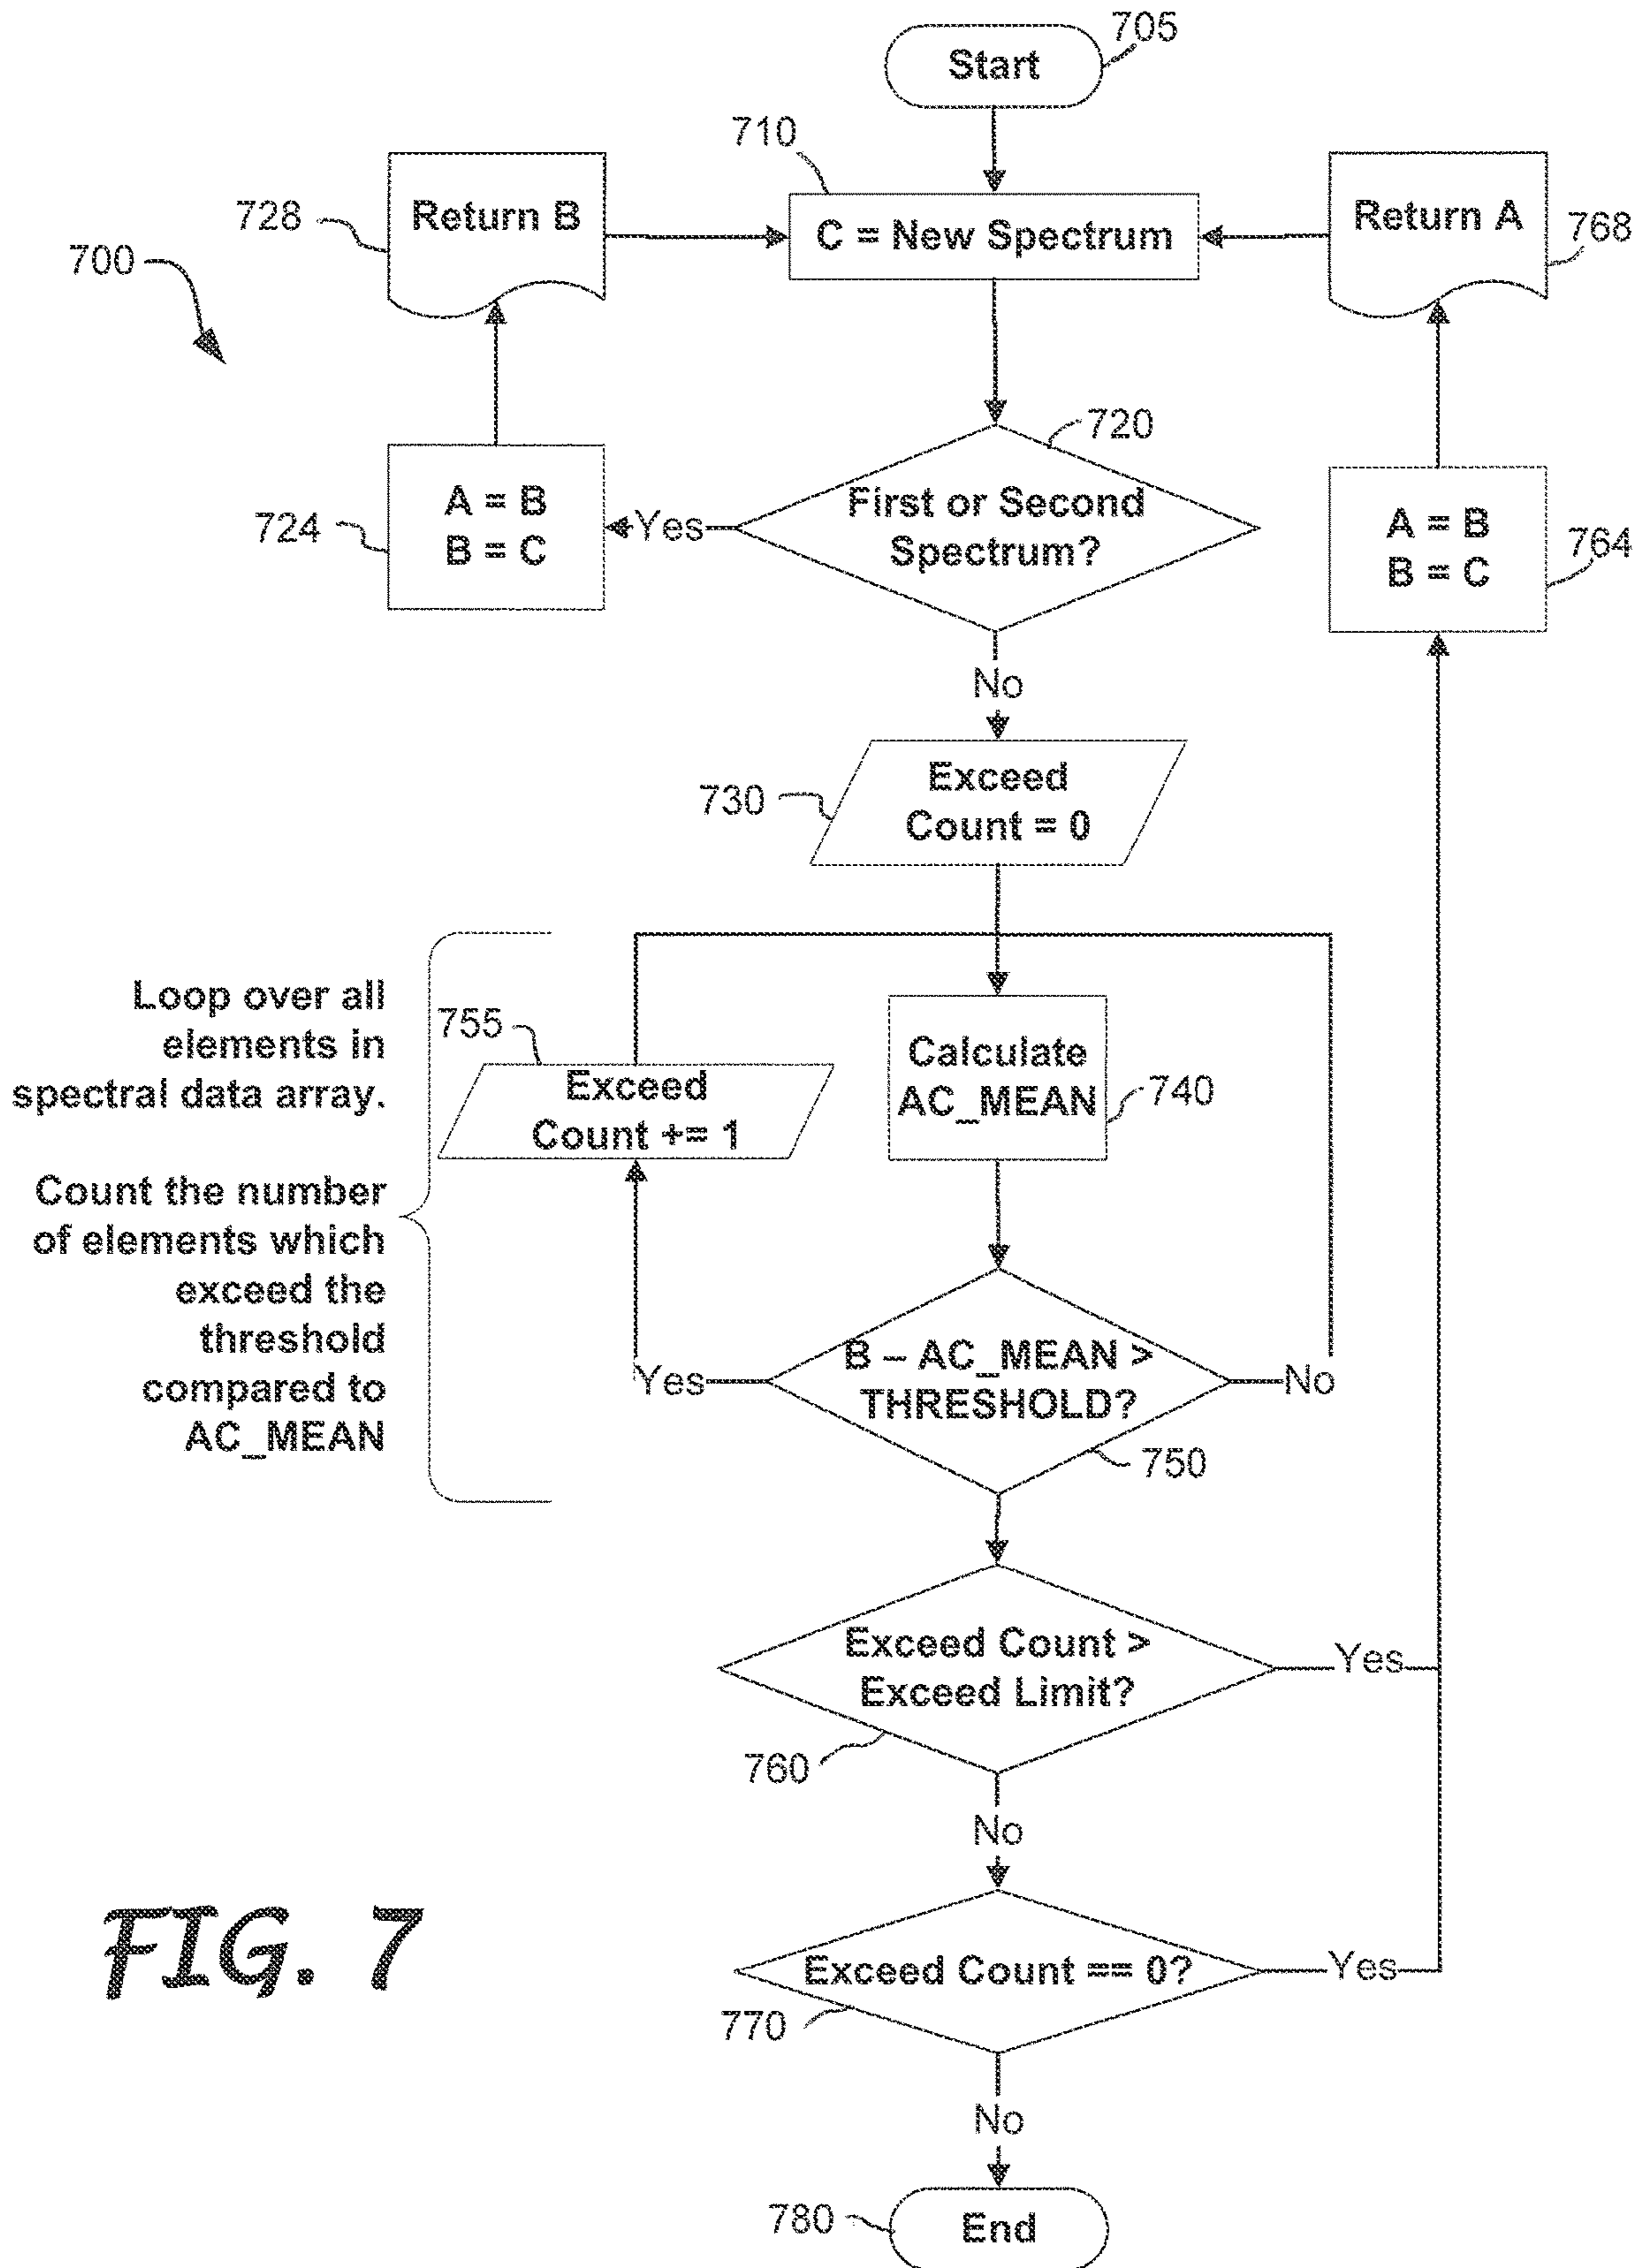 705
Start
710
728
Return B
C = New Spectrum
Return A
768
700
720
724
A = B
B = C
Yes
First or Second
Spectrum?
A = B
B = C
764
No
730
Exceed
Count = 0
Loop over all
elements in
spectral data array.
Count the number
of elements which
exceed the
threshold
compared to
AC_MEAN
755
Exceed
Count += 1
Calculate
AC_MEAN
740
Yes
B – AC_MEAN >
THRESHOLD?
No
750
Exceed Count >
Exceed Limit?
Yes
760
No
Exceed Count == 0?
Yes
770
No
780
End
FIG. 7